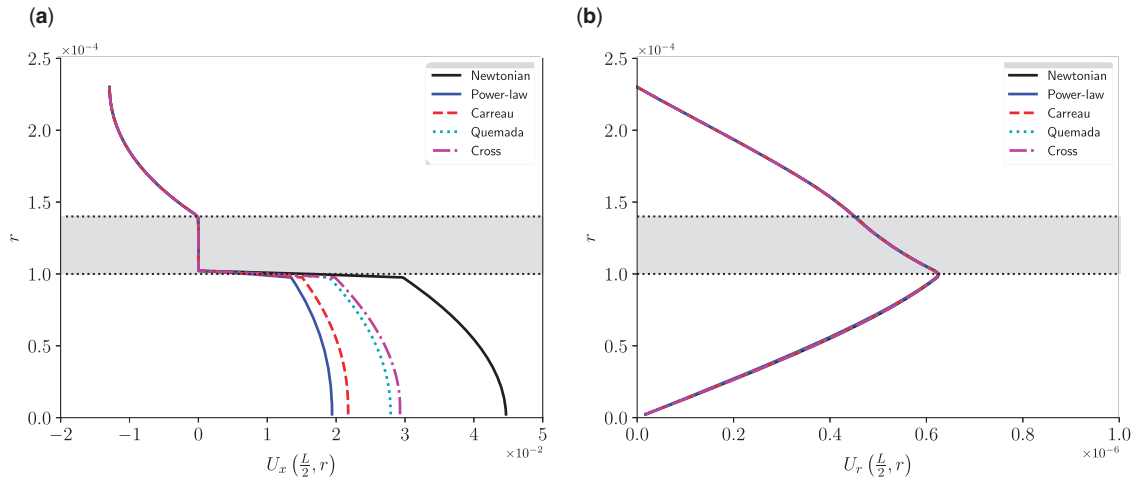 (a)
×10⁻⁴
2.5
2.0
1.5
1.0
0.5
0.0
r
−2
−1
0
1
2
3
4
5
×10⁻²
U_x (L/2, r)
Newtonian
Power-law
Carreau
Quemada
Cross
(b)
×10⁻⁴
2.5
2.0
1.5
1.0
0.5
0.0
r
0.0
0.2
0.4
0.6
0.8
1.0
×10⁻⁶
U_r (L/2, r)
Newtonian
Power-law
Carreau
Quemada
Cross